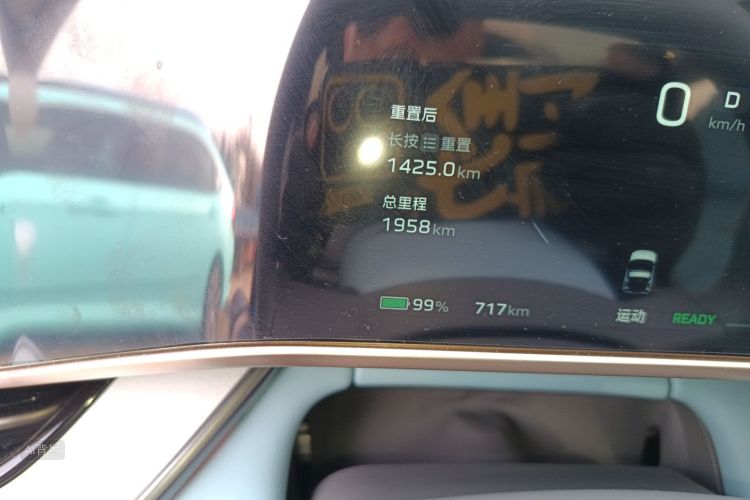 重置后
0 D
km/h
长按 重置
1425.0km
总里程
1958km
99% 717km
运动 READY